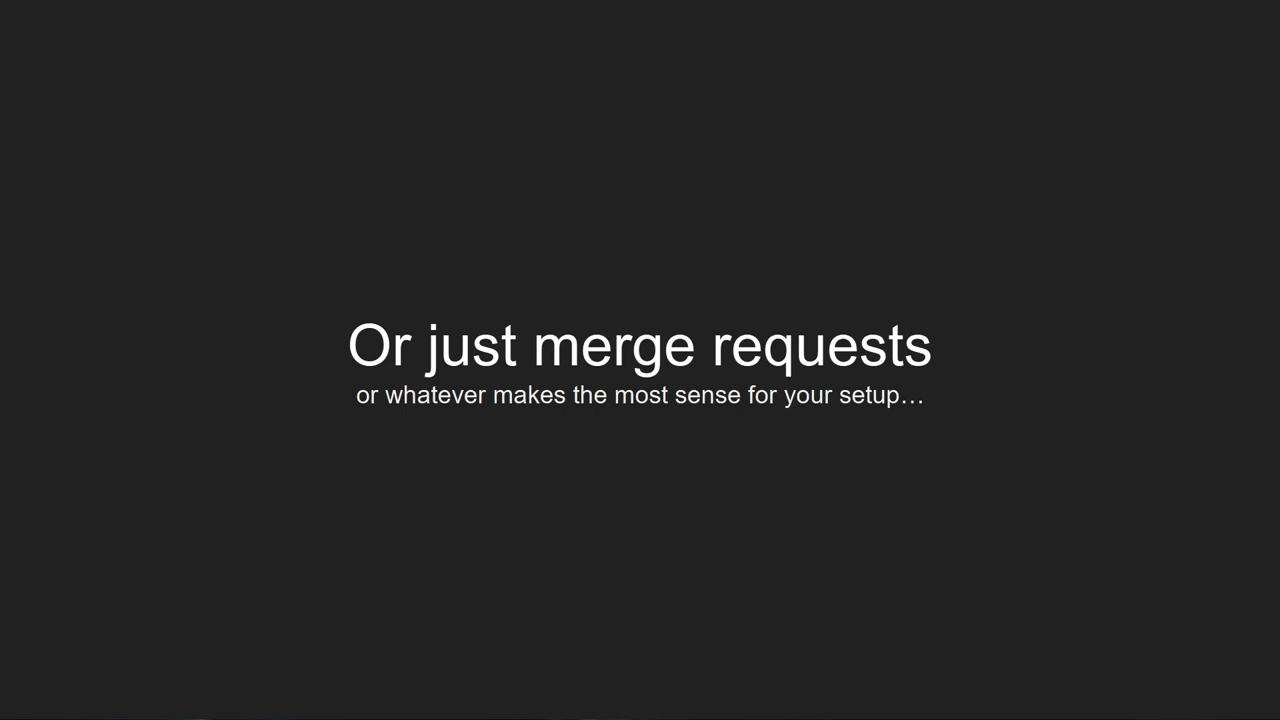 Or just merge requests
or whatever makes the most sense for your setup…